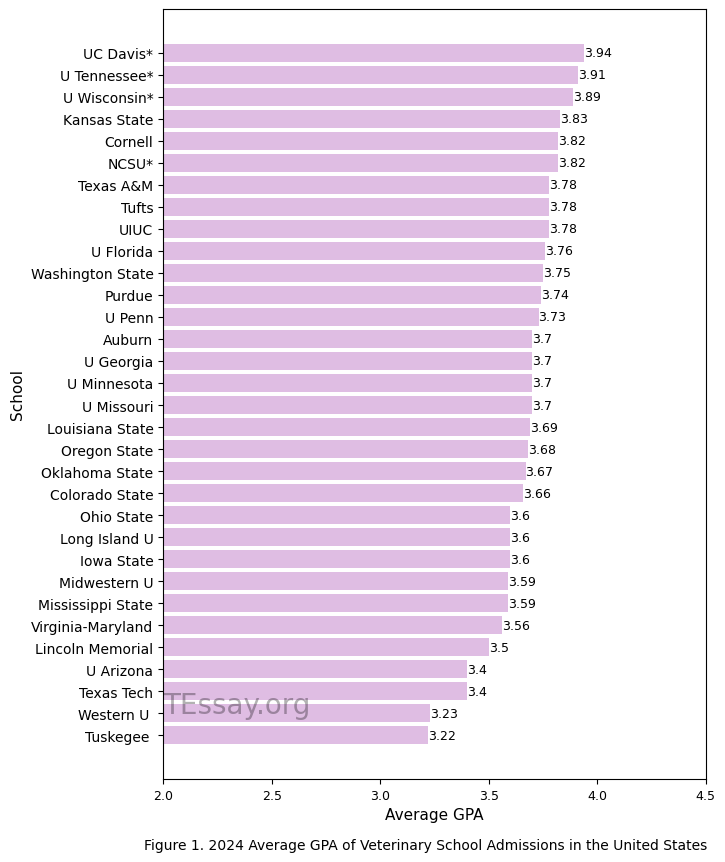 UC Davis* 3.94
U Tennessee* 3.91
U Wisconsin* 3.89
Kansas State 3.83
Cornell 3.82
NCSU* 3.82
Texas A&M 3.78
Tufts 3.78
UIUC 3.78
U Florida 3.76
Washington State 3.75
Purdue 3.74
U Penn 3.73
Auburn 3.7
U Georgia 3.7
U Minnesota 3.7
U Missouri 3.7
Louisiana State 3.69
Oregon State 3.68
Oklahoma State 3.67
Colorado State 3.66
Ohio State 3.6
Long Island U 3.6
Iowa State 3.6
Midwestern U 3.59
Mississippi State 3.59
Virginia-Maryland 3.56
Lincoln Memorial 3.5
U Arizona 3.4
Texas Tech 3.4
TEssay.org
Western U 3.23
Tuskegee 3.22
School
2.0 2.5 3.0 3.5 4.0 4.5
Average GPA
Figure 1. 2024 Average GPA of Veterinary School Admissions in the United States